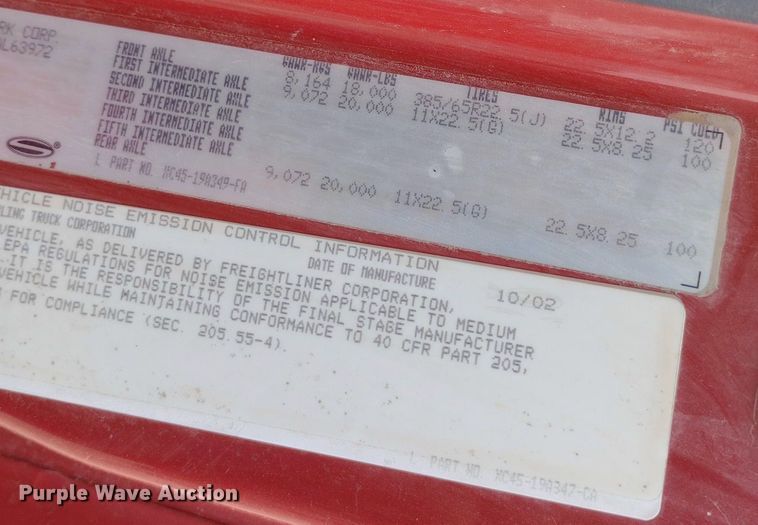 RK CORP.
L63972
GAWR-KGS GAWR-LBS TIRES RIMS PSI COLD
FRONT AXLE 8,164 18,000 385/65R22.5(J) 22.5X12.2 120
FIRST INTERMEDIATE AXLE 9,072 20,000 11X22.5(G) 22.5X8.25 100
SECOND INTERMEDIATE AXLE
THIRD INTERMEDIATE AXLE
FOURTH INTERMEDIATE AXLE
FIFTH INTERMEDIATE AXLE
REAR AXLE 9,072 20,000 11X22.5(G) 22.5X8.25 100
L PART NO. XC45-19A349-FA
EHICLE NOISE EMISSION CONTROL INFORMATION
LING TRUCK CORPORATION DATE OF MANUFACTURE 10/02
VEHICLE, AS DELIVERED BY FREIGHTLINER CORPORATION,
EPA REGULATIONS FOR NOISE EMISSION APPLICABLE TO MEDIUM
IT IS THE RESPONSIBILITY OF THE FINAL STAGE MANUFACTURER
VEHICLE WHILE MAINTAINING CONFORMANCE TO 40 CFR PART 205,
FOR COMPLIANCE (SEC. 205.55-4).
L PART NO. XC45-19A347-CA
Purple Wave Auction